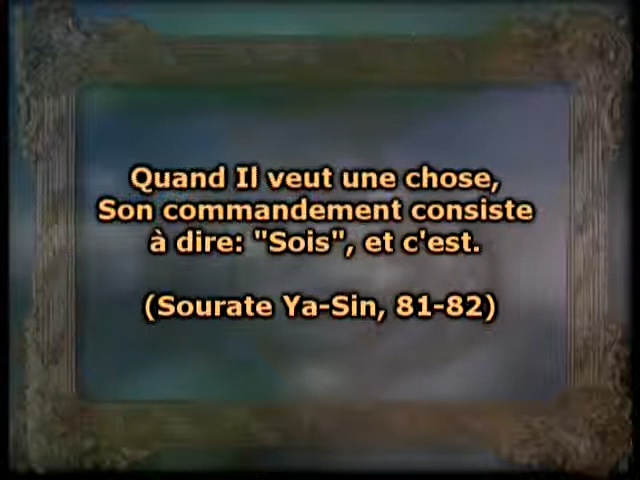 Quand Il veut une chose,
Son commandement consiste
à dire: "Sois", et c'est.
(Sourate Ya-Sin, 81-82)